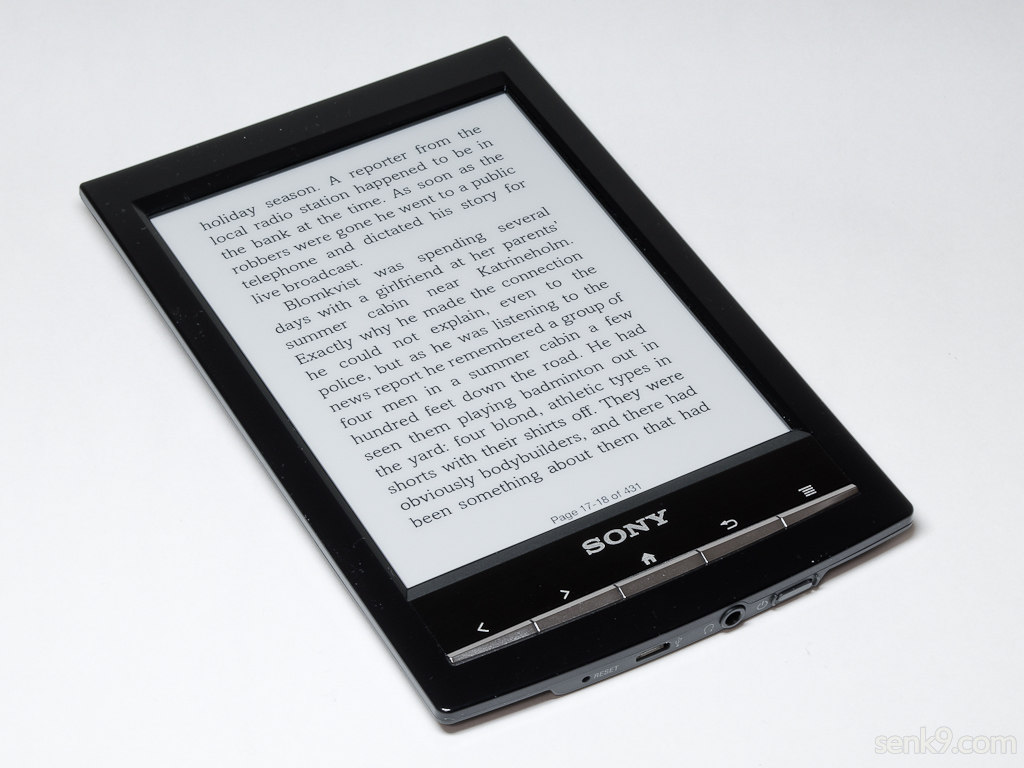 holiday season. A reporter from the
local radio station happened to be in
the bank at the time. As soon as the
robbers were gone he went to a public
telephone and dictated his story for
live broadcast.
Blomkvist was spending several
days with a girlfriend at her parents'
summer cabin near Katrineholm.
Exactly why he made the connection
he could not explain, even to the
police, but as he was listening to the
news report he remembered a group of
four men in a summer cabin a few
hundred feet down the road. He had
seen them playing badminton out in
the yard: four blond, athletic types in
shorts with their shirts off. They were
obviously bodybuilders, and there had
been something about them that had
Page 17-18 of 431
SONY
RESET
senk9.com